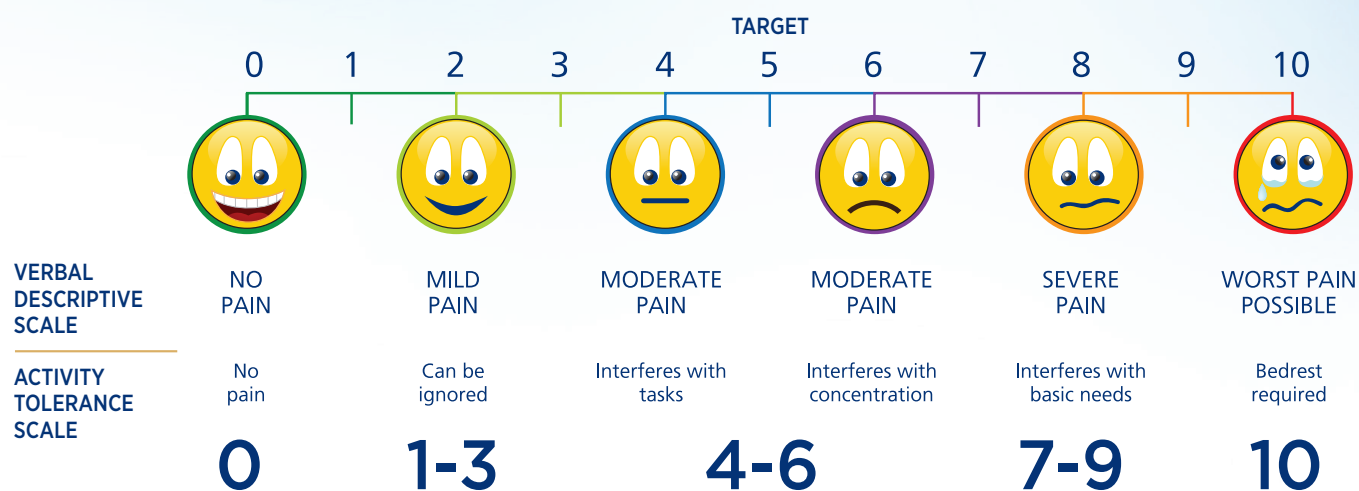 TARGET
0 1 2 3 4 5 6 7 8 9 10
VERBAL
DESCRIPTIVE
SCALE
NO
PAIN
MILD
PAIN
MODERATE
PAIN
MODERATE
PAIN
SEVERE
PAIN
WORST PAIN
POSSIBLE
ACTIVITY
TOLERANCE
SCALE
No
pain
Can be
ignored
Interferes with
tasks
Interferes with
concentration
Interferes with
basic needs
Bedrest
required
0 1-3 4-6 7-9 10